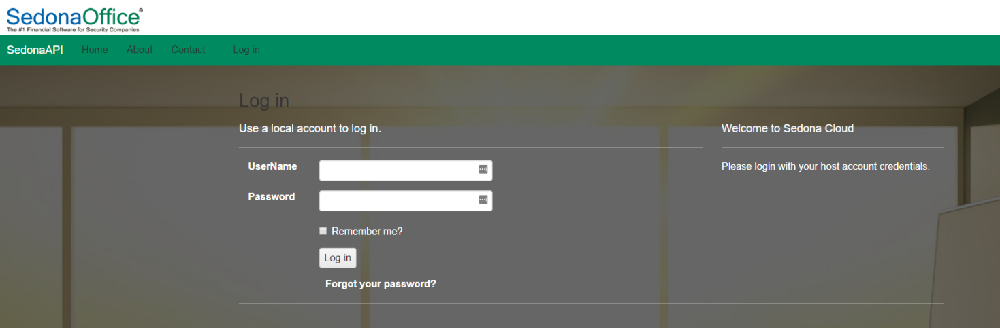 SedonaOffice®
The #1 Financial Software for Security Companies
SedonaAPI Home About Contact Log in
Log in
Use a local account to log in.
Welcome to Sedona Cloud
UserName
Please login with your host account credentials.
Password
Remember me?
Log in
Forgot your password?